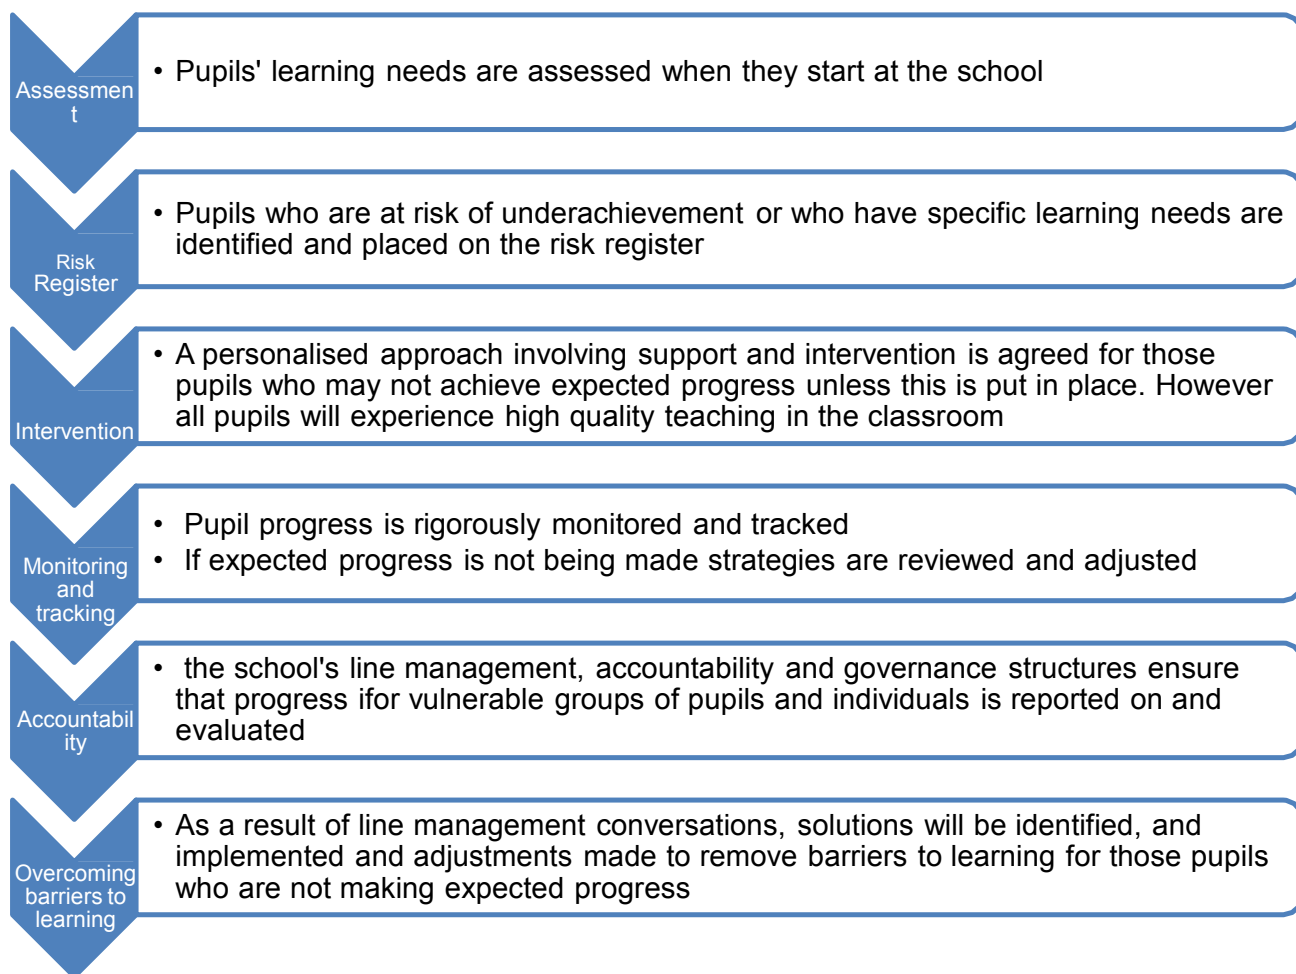 Assessmen
t
• Pupils' learning needs are assessed when they start at the school
Risk
Register
• Pupils who are at risk of underachievement or who have specific learning needs are
identified and placed on the risk register
Intervention
• A personalised approach involving support and intervention is agreed for those
pupils who may not achieve expected progress unless this is put in place. However
all pupils will experience high quality teaching in the classroom
Monitoring
and
tracking
• Pupil progress is rigorously monitored and tracked
• If expected progress is not being made strategies are reviewed and adjusted
Accountabil
ity
• the school's line management, accountability and governance structures ensure
that progress ifor vulnerable groups of pupils and individuals is reported on and
evaluated
Overcoming
barriers to
learning
• As a result of line management conversations, solutions will be identified, and
implemented and adjustments made to remove barriers to learning for those pupils
who are not making expected progress